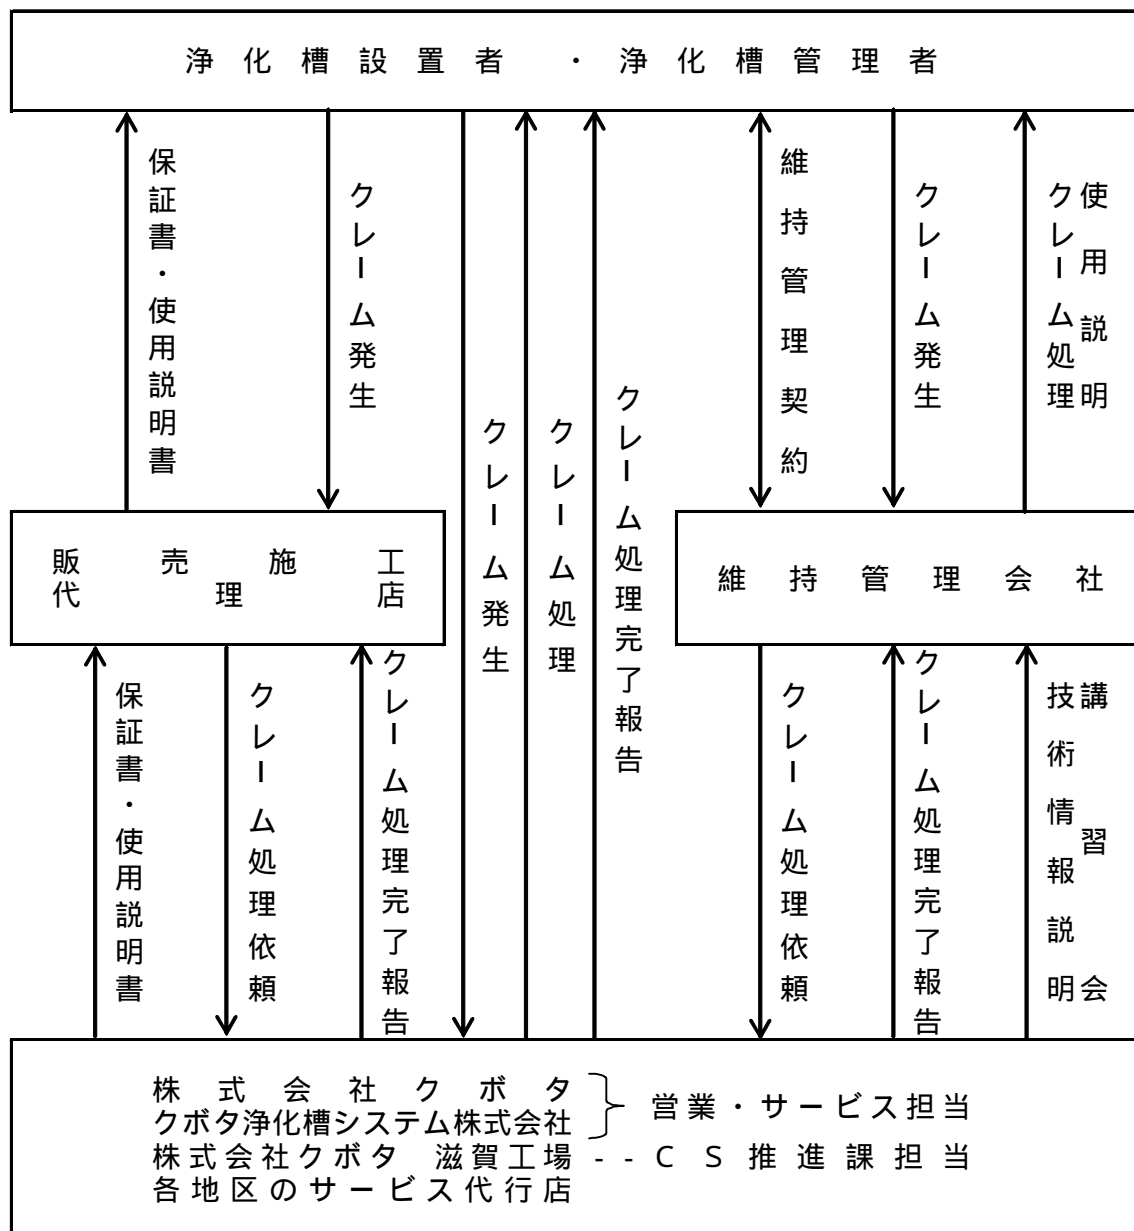 浄化槽設置者・浄化槽管理者
保証書・使用説明書
クレーム発生
クレーム発生
クレーム処理
クレーム処理完了報告
維持管理契約
クレーム発生
使用説明
クレーム処理
販売施工
代理店
維持管理会社
保証書・使用説明書
クレーム処理依頼
クレーム処理完了報告
クレーム処理依頼
クレーム処理完了報告
講習会
技術情報説明
株式会社クボタ
クボタ浄化槽システム株式会社
営業・サービス担当
株式会社クボタ 滋賀工場--CS推進課担当
各地区のサービス代行店